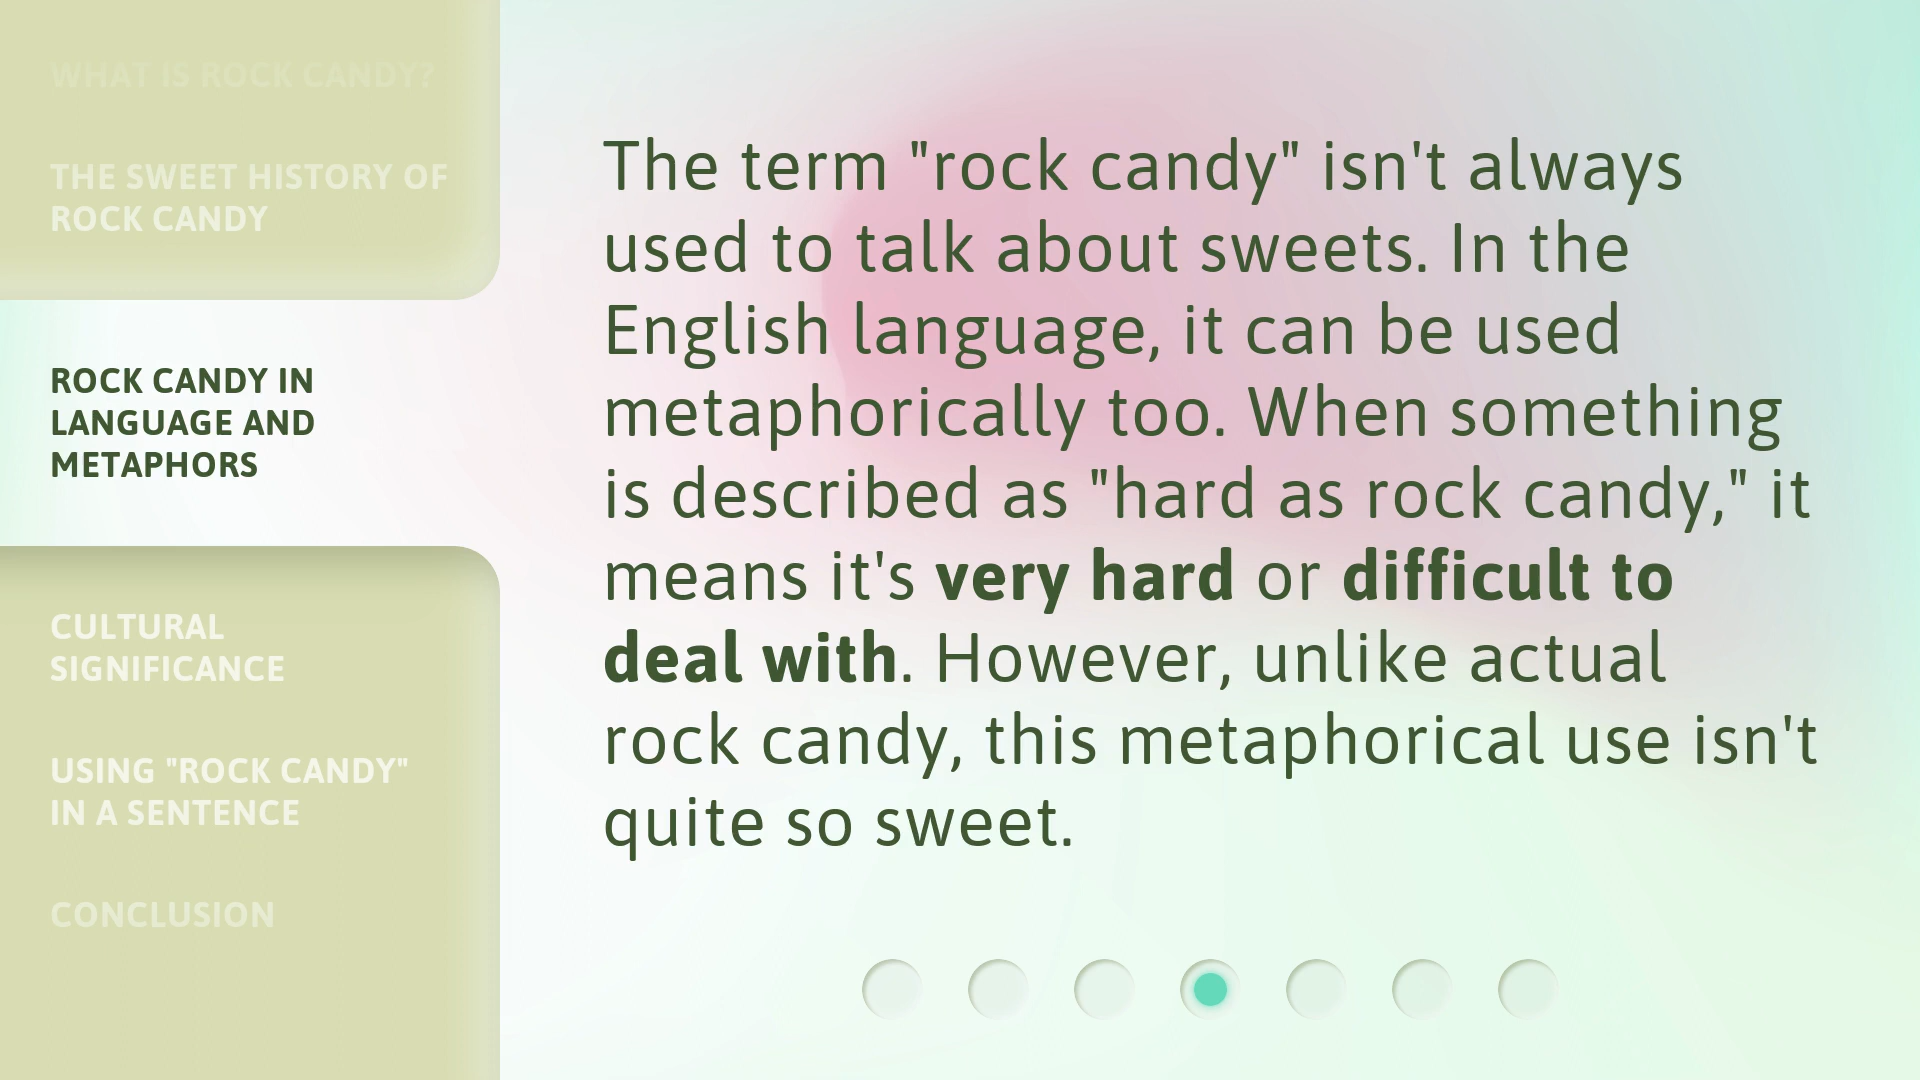 WHAT IS ROCK CANDY?
THE SWEET HISTORY OF
ROCK CANDY
ROCK CANDY IN
LANGUAGE AND
METAPHORS
CULTURAL
SIGNIFICANCE
USING "ROCK CANDY"
IN A SENTENCE
CONCLUSION
The term "rock candy" isn't always
used to talk about sweets. In the
English language, it can be used
metaphorically too. When something
is described as "hard as rock candy," it
means it's very hard or difficult to
deal with. However, unlike actual
rock candy, this metaphorical use isn't
quite so sweet.